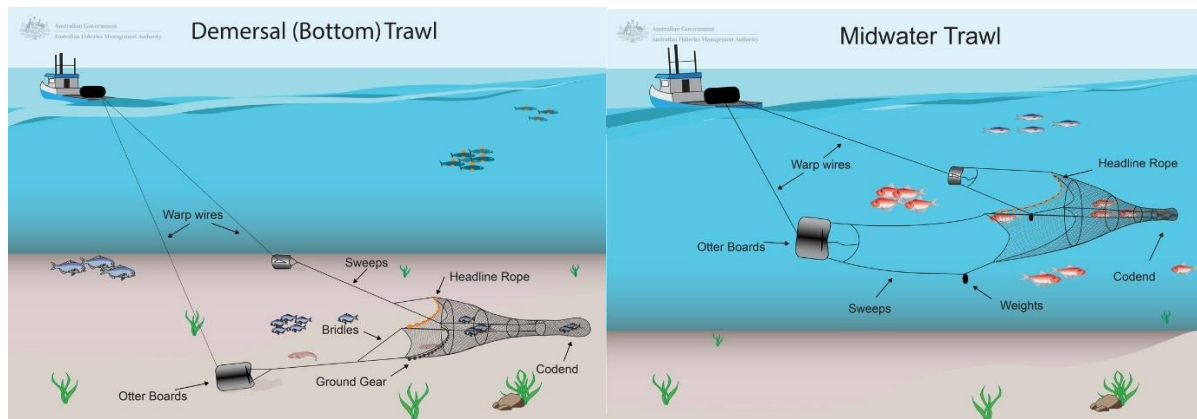 Australian Government
Australian Fisheries Management Authority
Demersal (Bottom) Trawl
Warp wires
Sweeps
Headline Rope
Bridles
Otter Boards
Ground Gear
Codend
Australian Government
Australian Fisheries Management Authority
Midwater Trawl
Warp wires
Headline Rope
Otter Boards
Codend
Sweeps
Weights